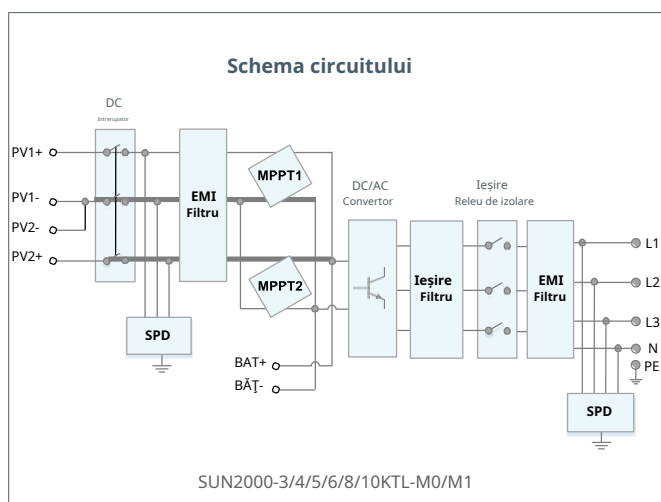 Schema circuitului
DC
Intrerupator
PV1+
PV1-
PV2-
PV2+
EMI
Filtru
MPPT1
MPPT2
SPD
BAT+
BĂŢ-
DC/AC
Convertor
Ieșire
Filtru
Ieșire
Releu de izolare
EMI
Filtru
L1
L2
L3
N
PE
SPD
SUN2000-3/4/5/6/8/10KTL-M0/M1